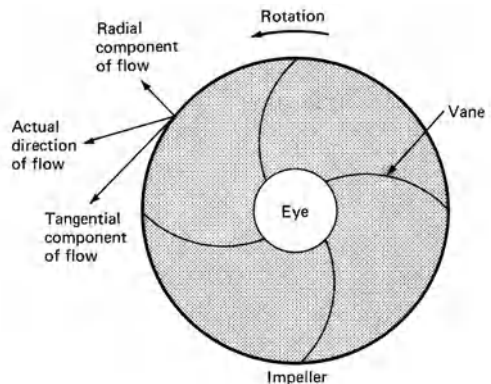 Rotation
Radial
component
of flow
Actual
direction
of flow
Tangential
component
of flow
Vane
Eye
Impeller